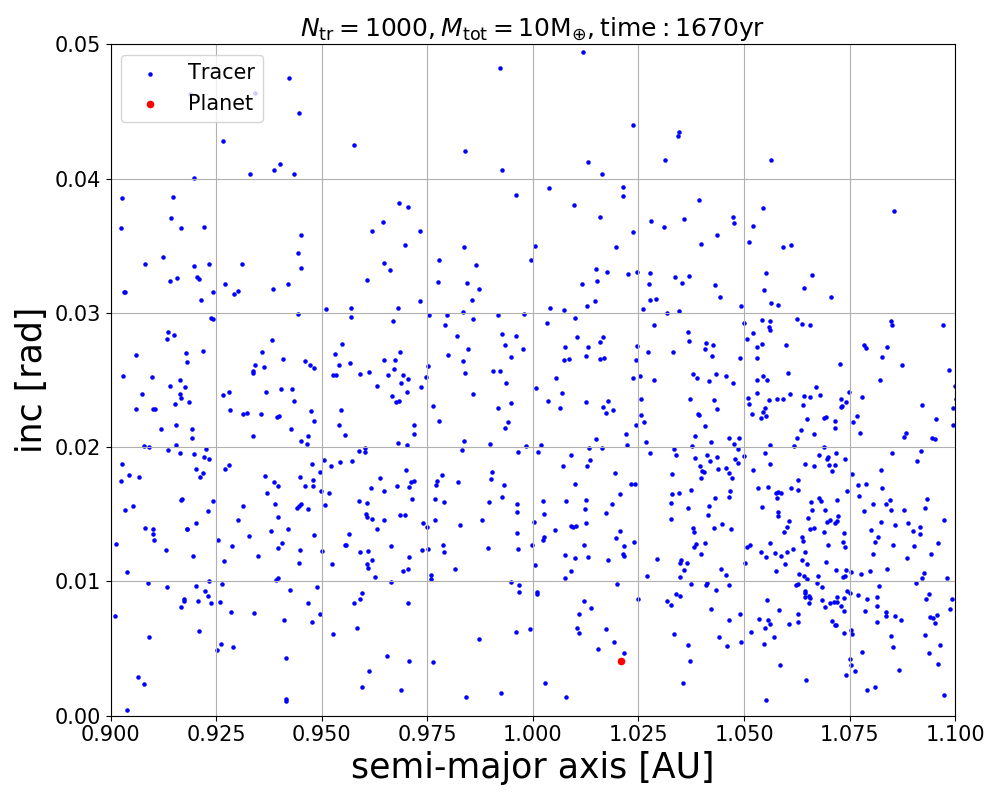 N_tr = 1000, M_tot = 10M_⊕, time : 1670yr
Tracer
Planet
0.05
0.04
0.03
0.02
0.01
0.00
inc [rad]
0.900 0.925 0.950 0.975 1.000 1.025 1.050 1.075 1.100
semi-major axis [AU]